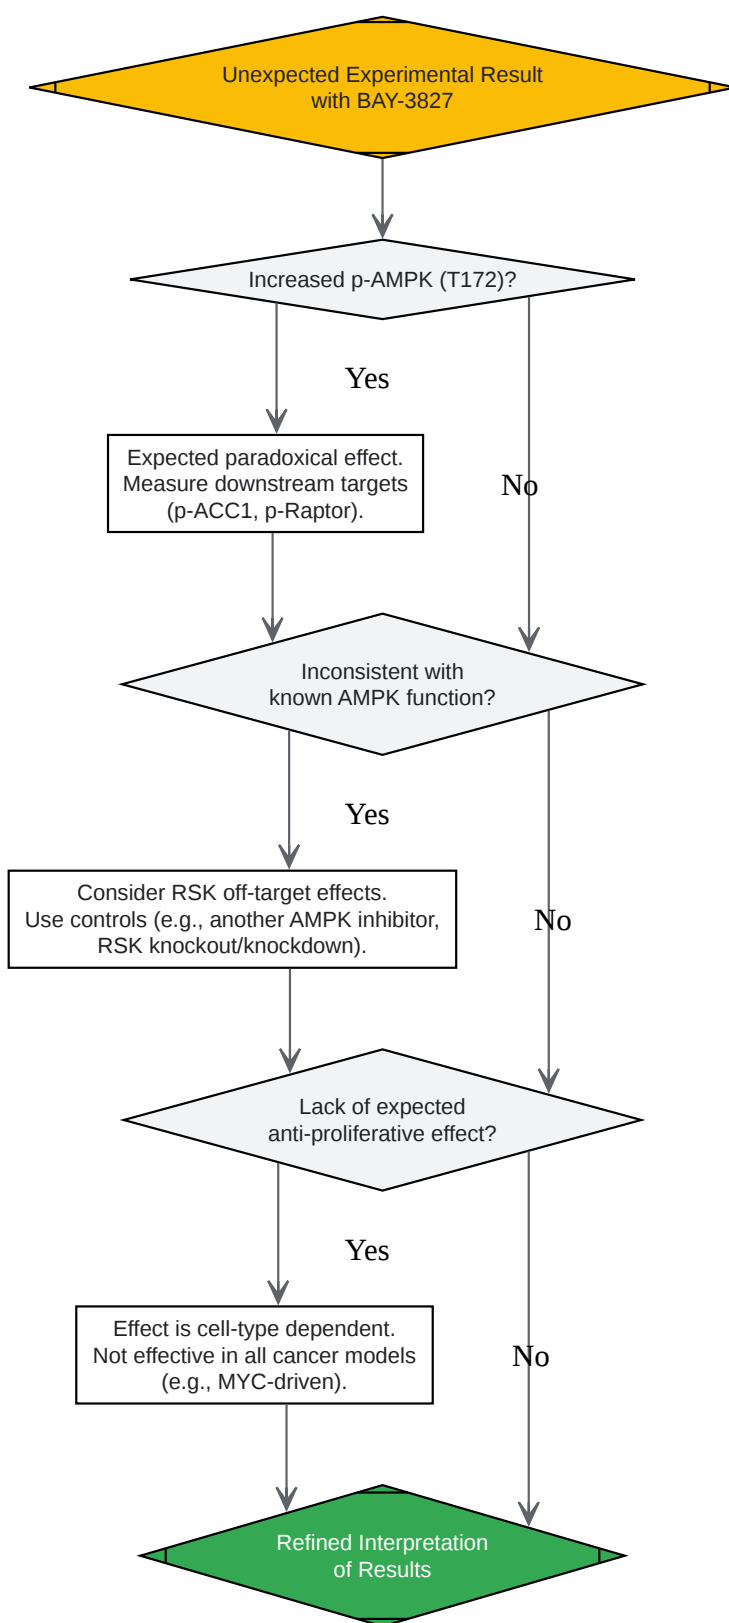 Unexpected Experimental Result
with BAY-3827
Increased p-AMPK (T172)?
Yes
Expected paradoxical effect.
Measure downstream targets
(p-ACC1, p-Raptor).
No
Inconsistent with
known AMPK function?
Yes
Consider RSK off-target effects.
Use controls (e.g., another AMPK inhibitor,
RSK knockout/knockdown).
No
Lack of expected
anti-proliferative effect?
Yes
Effect is cell-type dependent.
Not effective in all cancer models
(e.g., MYC-driven).
No
Refined Interpretation
of Results